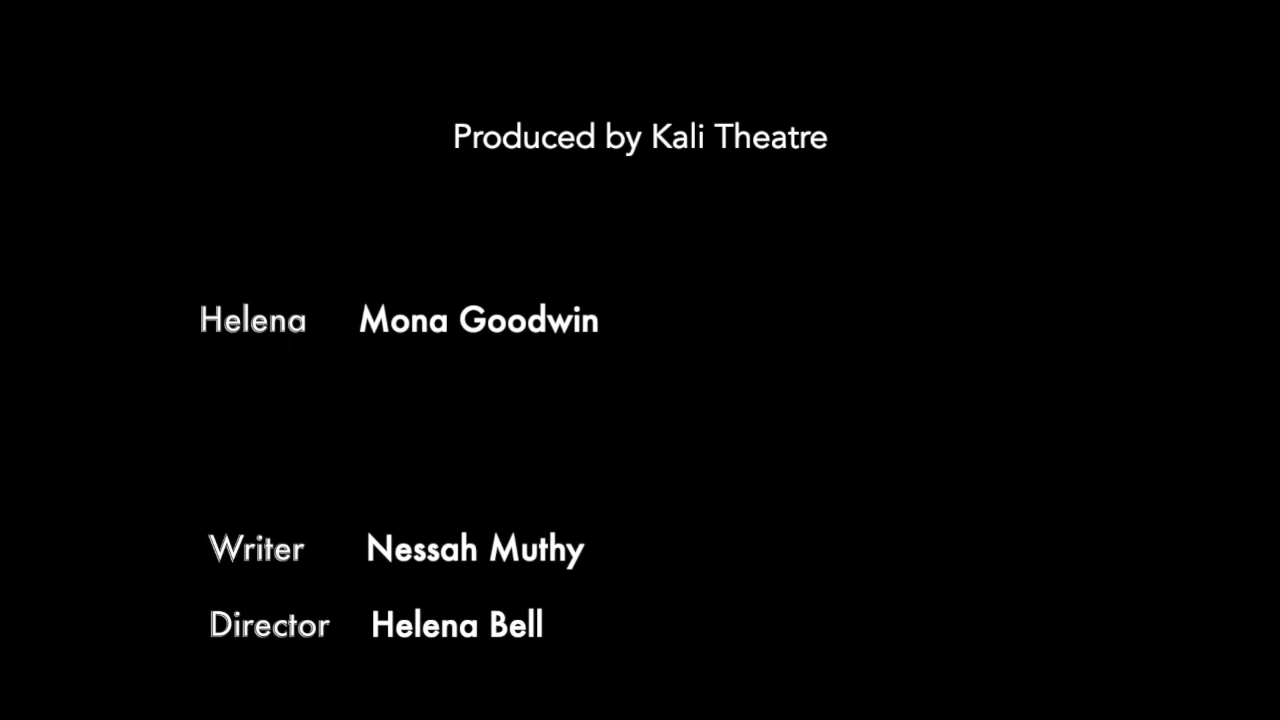 Produced by Kali Theatre
Helena Mona Goodwin
Writer Nessah Muthy
Director Helena Bell